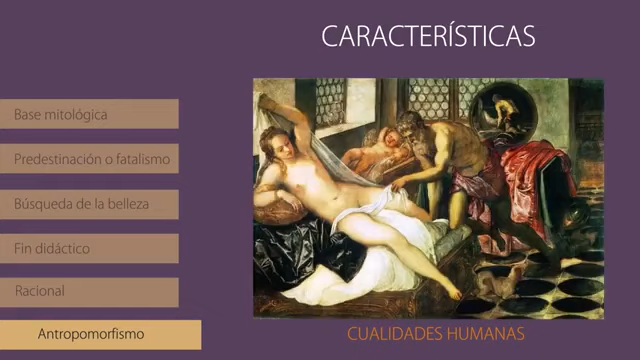 CARACTERÍSTICAS
Base mitológica
Predestinación o fatalismo
Búsqueda de la belleza
Fin didáctico
Racional
Antropomorfismo
CUALIDADES HUMANAS